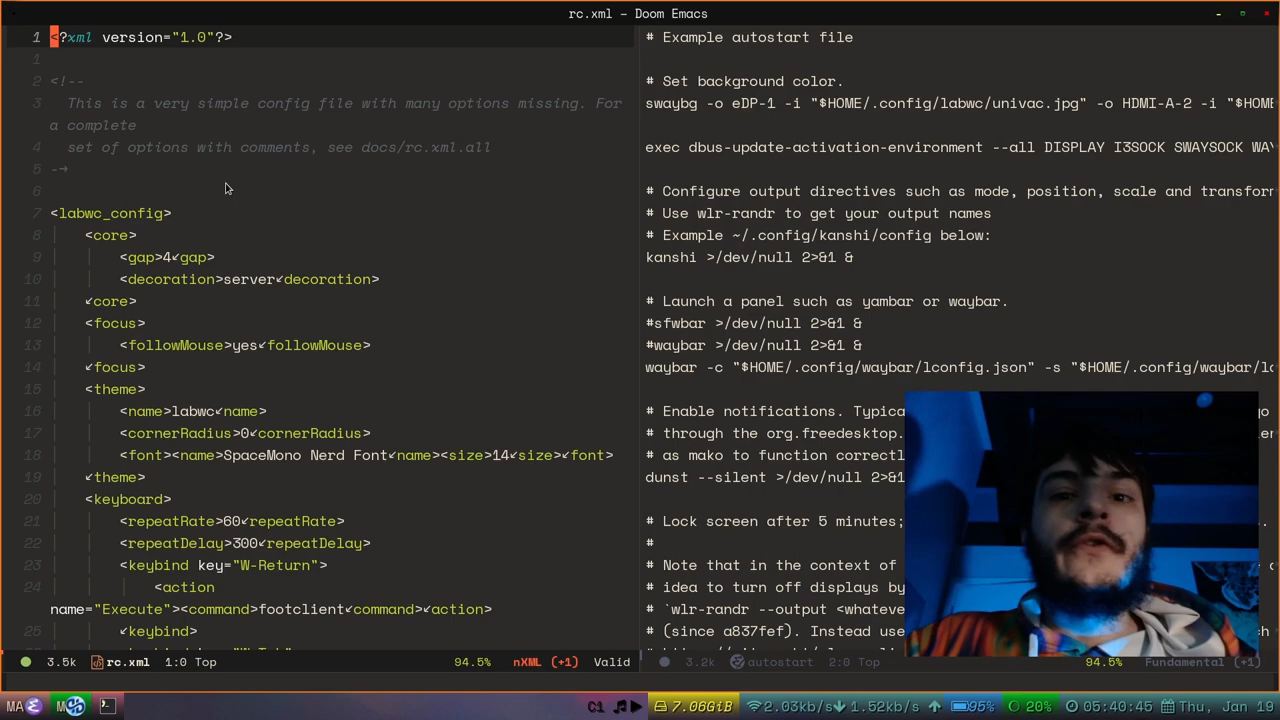 rc.xml – Doom Emacs
1 <?xml version="1.0"?>
1
2 <!--
3 This is a very simple config file with many options missing. For
a complete
4 set of options with comments, see docs/rc.xml.all
5 -→
6
7 <labwc_config>
8 <core>
9 <gap>4</gap>
10 <decoration>server</decoration>
11 </core>
12 <focus>
13 <followMouse>yes</followMouse>
14 </focus>
15 <theme>
16 <name>labwc</name>
17 <cornerRadius>0</cornerRadius>
18 <font><name>SpaceMono Nerd Font</name><size>14</size></font>
19 </theme>
20 <keyboard>
21 <repeatRate>60</repeatRate>
22 <repeatDelay>300</repeatDelay>
23 <keybind key="W-Return">
24 <action
name="Execute"><command>footclient</command></action>
25 </keybind>
3.5k rc.xml 1:0 Top 94.5% nXML (+1) Valid
# Example autostart file
# Set background color.
swaybg -o eDP-1 -i "$HOME/.config/labwc/univac.jpg" -o HDMI-A-2 -i "$HOME
exec dbus-update-activation-environment --all DISPLAY I3SOCK SWAYSOCK WAY
# Configure output directives such as mode, position, scale and transform
# Use wlr-randr to get your output names
# Example ~/.config/kanshi/config below:
kanshi >/dev/null 2>&1 &
# Launch a panel such as yambar or waybar.
#sfwbar >/dev/null 2>&1 &
#waybar >/dev/null 2>&1 &
waybar -c "$HOME/.config/waybar/lconfig.json" -s "$HOME/.config/waybar/lc
# Enable notifications. Typica
# through the org.freedesktop.
# as mako to function correctl
dunst --silent >/dev/null 2>&1
# Lock screen after 5 minutes;
#
# Note that in the context of
# idea to turn off displays by
# `wlr-randr --output <whateve
# (since a837fef). Instead use
3.2k autostart 2:0 Top 94.5% Fundamental (+1)
MA 7.06GiB 2.03kb/s 1.52kb/s 95% 20% 05:40:45 Thu, Jan 19